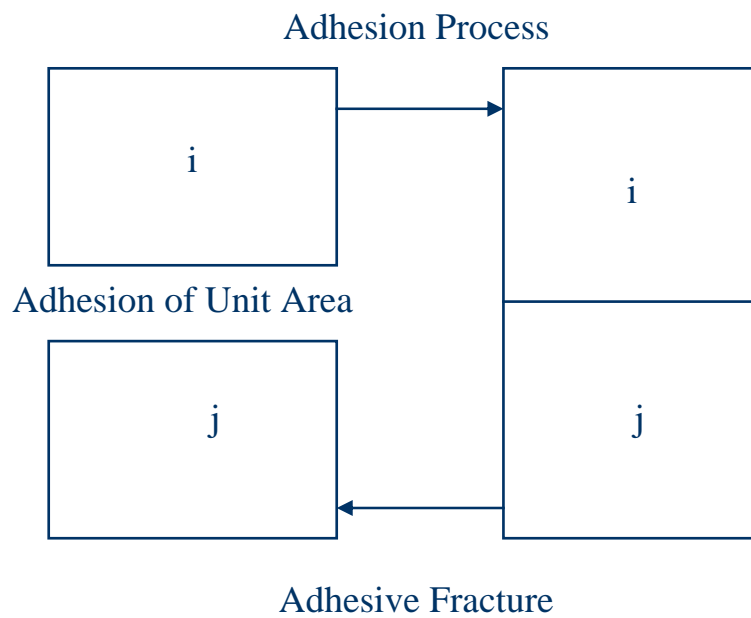 Adhesion Process
i
i
Adhesion of Unit Area
j
j
Adhesive Fracture